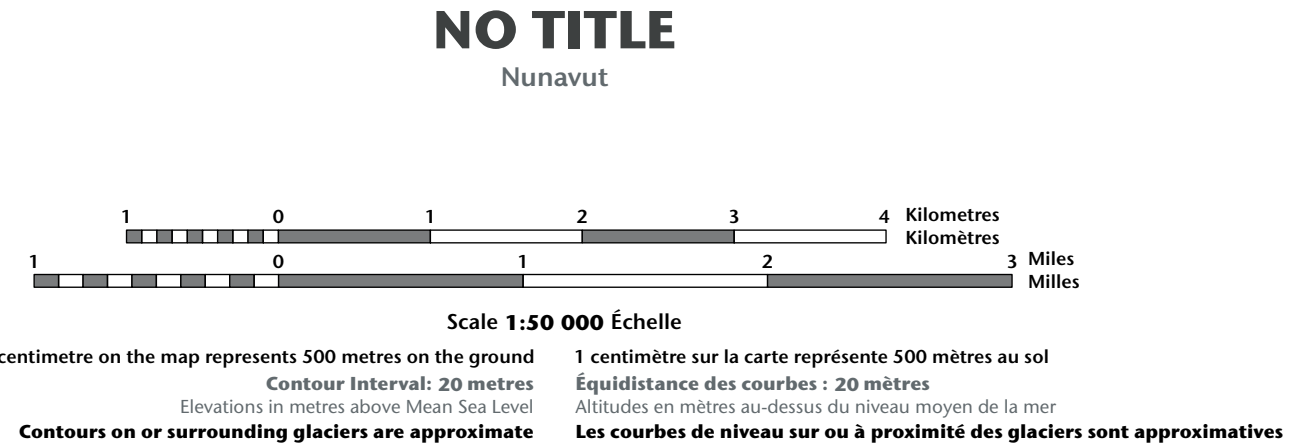 NO TITLE
Nunavut
1 0 1 2 3 4 Kilometres
Kilomètres
1 0 1 2 3 Miles
Milles
Scale 1:50 000 Échelle
centimetre on the map represents 500 metres on the ground
1 centimètre sur la carte représente 500 mètres au sol
Contour Interval: 20 metres
Équidistance des courbes : 20 mètres
Elevations in metres above Mean Sea Level
Altitudes en mètres au-dessus du niveau moyen de la mer
Contours on or surrounding glaciers are approximate
Les courbes de niveau sur ou à proximité des glaciers sont approximatives